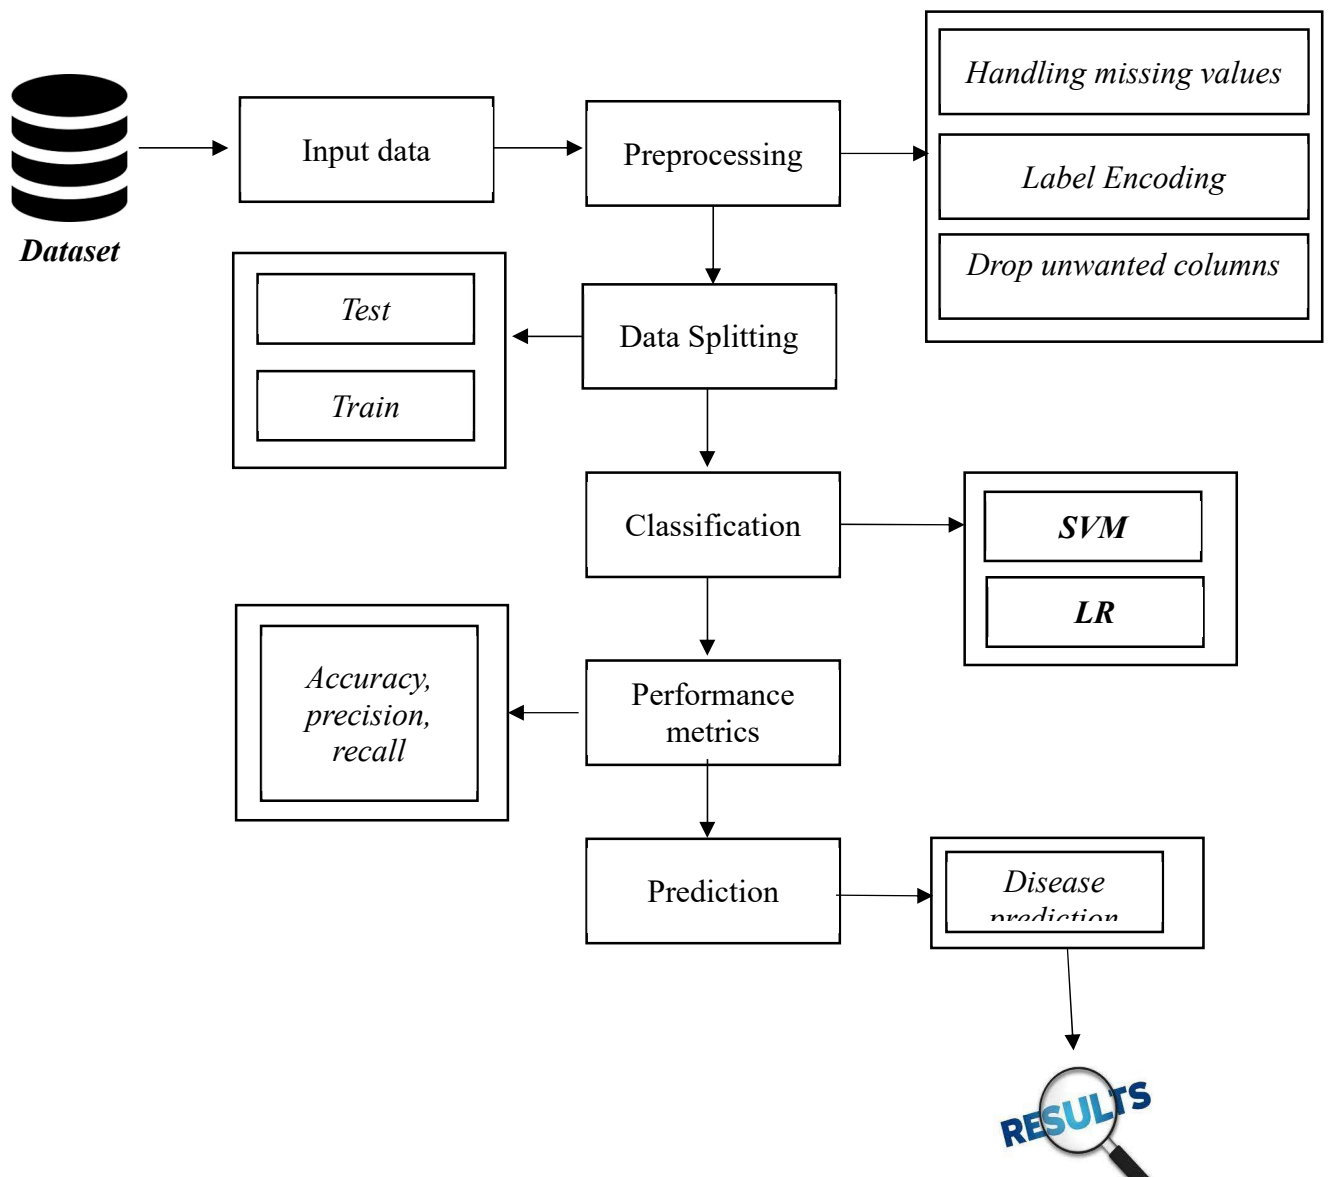 Handling missing values
Input data
Preprocessing
Label Encoding
Dataset
Drop unwanted columns
Test
Data Splitting
Train
Classification
SVM
LR
Accuracy,
precision,
recall
Performance
metrics
Prediction
Disease
prediction
RESULTS